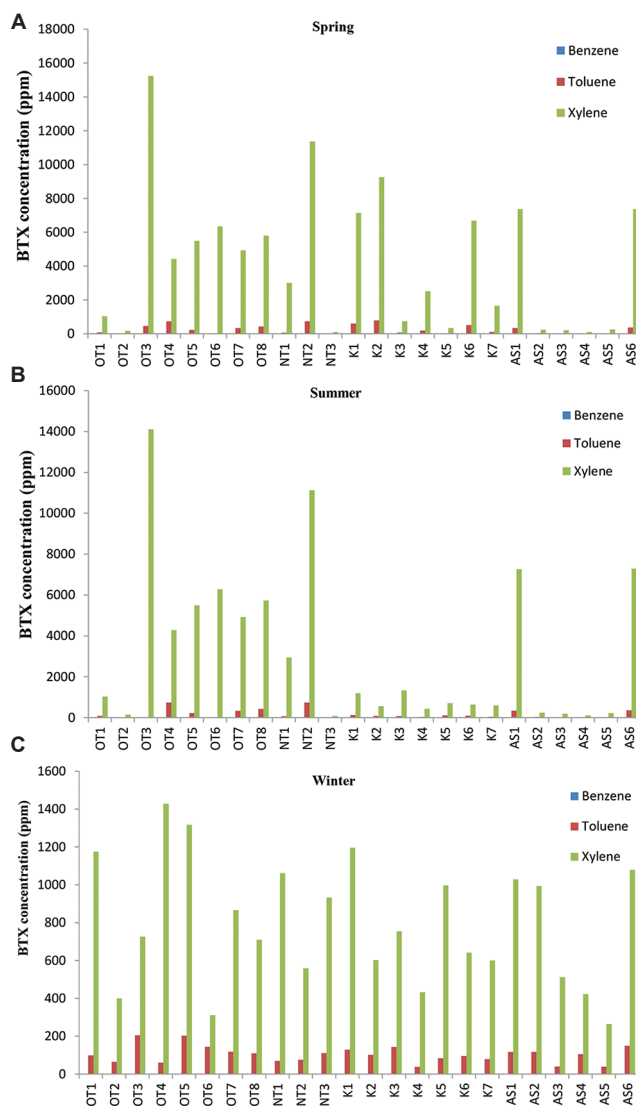 A
Spring
BTX concentration (ppm)
18000
16000
14000
12000
10000
8000
6000
4000
2000
0
Benzene
Toluene
Xylene
OT1 OT2 OT3 OT4 OT5 OT6 OT7 OT8 NT1 NT2 NT3 K1 K2 K3 K4 K5 K6 K7 AS1 AS2 AS3 AS4 AS5 AS6
B
Summer
BTX concentration (ppm)
16000
14000
12000
10000
8000
6000
4000
2000
0
Benzene
Toluene
Xylene
OT1 OT2 OT3 OT4 OT5 OT6 OT7 OT8 NT1 NT2 NT3 K1 K2 K3 K4 K5 K6 K7 AS1 AS2 AS3 AS4 AS5 AS6
C
Winter
BTX concentration (ppm)
1600
1400
1200
1000
800
600
400
200
0
Benzene
Toluene
Xylene
OT1 OT2 OT3 OT4 OT5 OT6 OT7 OT8 NT1 NT2 NT3 K1 K2 K3 K4 K5 K6 K7 AS1 AS2 AS3 AS4 AS5 AS6